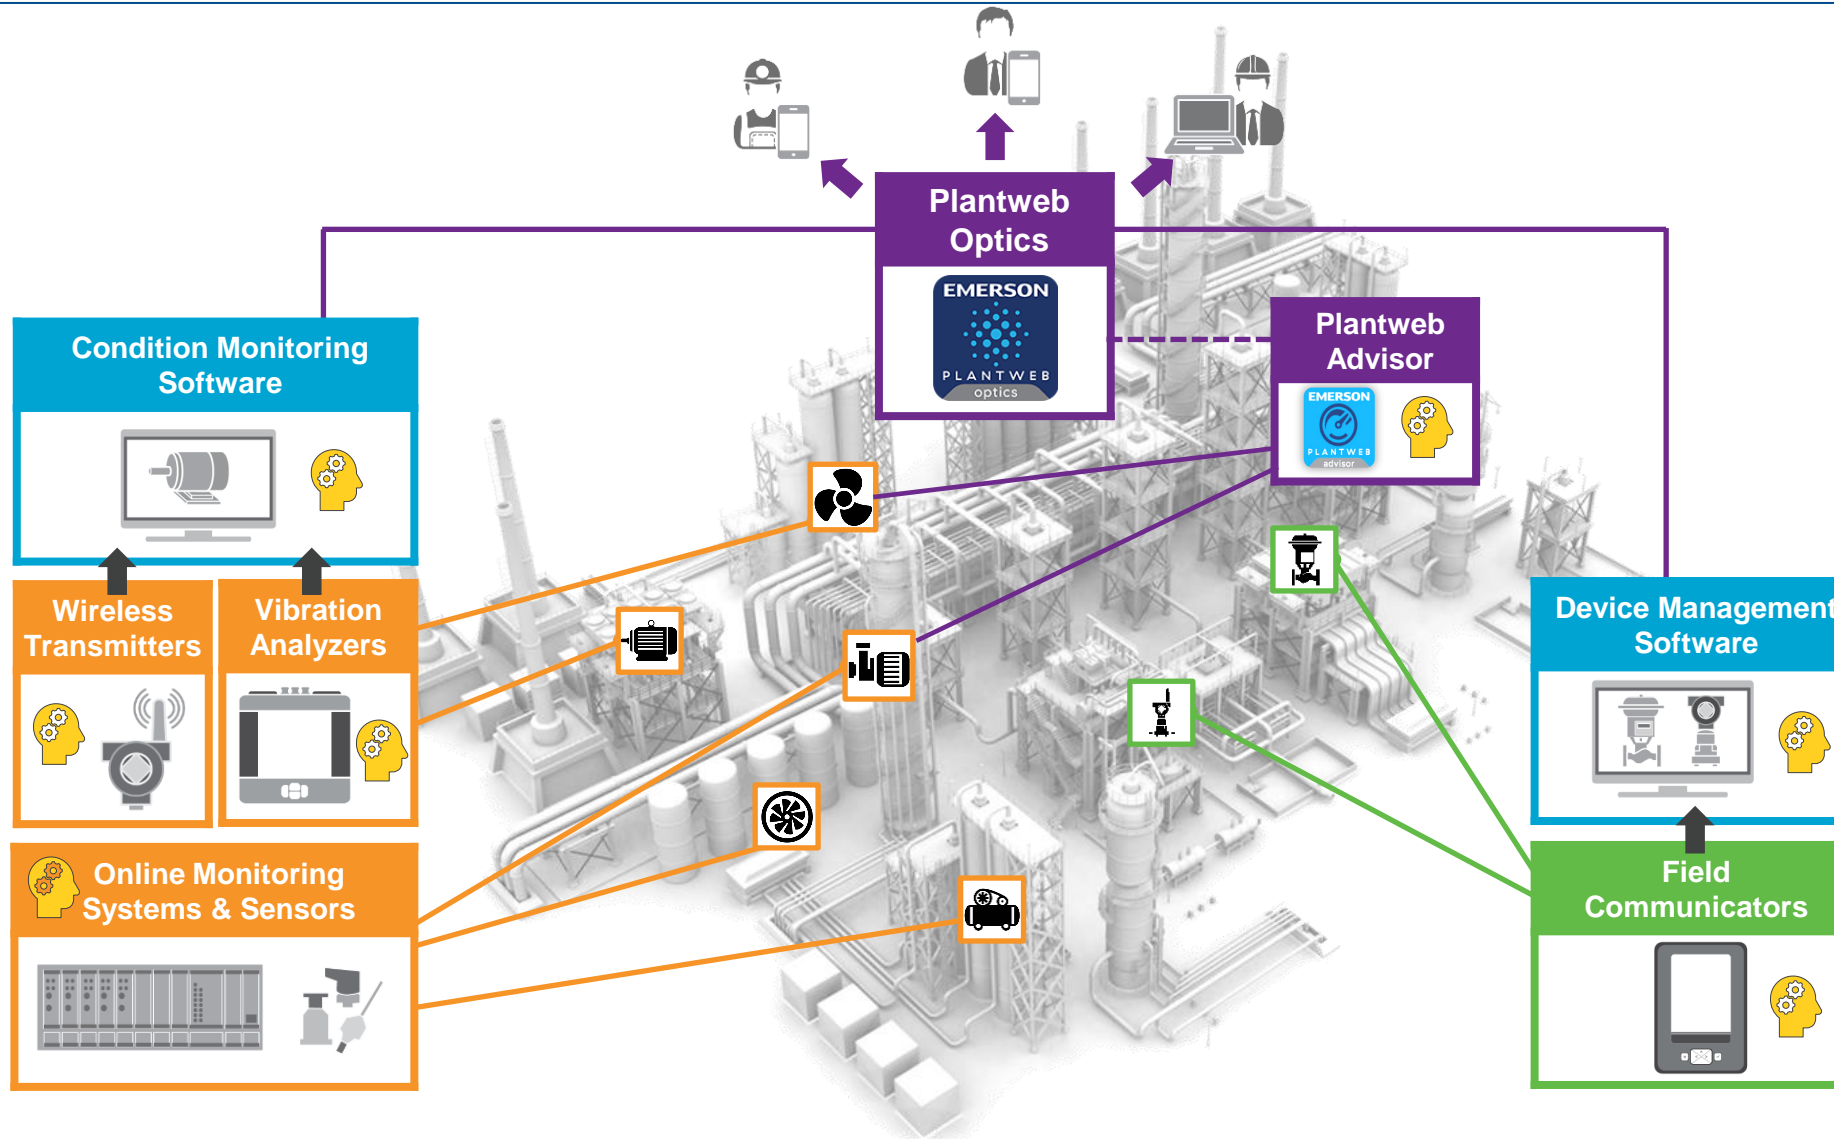 Plantweb
Optics
EMERSON
PLANTWEB
optics
Plantweb
Advisor
EMERSON
PLANTWEB
advisor
Condition Monitoring
Software
Wireless
Transmitters
Vibration
Analyzers
Online Monitoring
Systems & Sensors
Device Management
Software
Field
Communicators